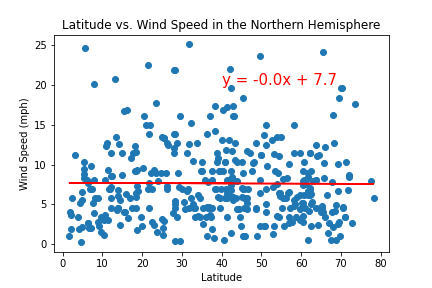 Latitude vs. Wind Speed in the Northern Hemisphere
25
20
15
10
5
0
Wind Speed (mph)
y = -0.0x + 7.7
0 10 20 30 40 50 60 70 80
Latitude